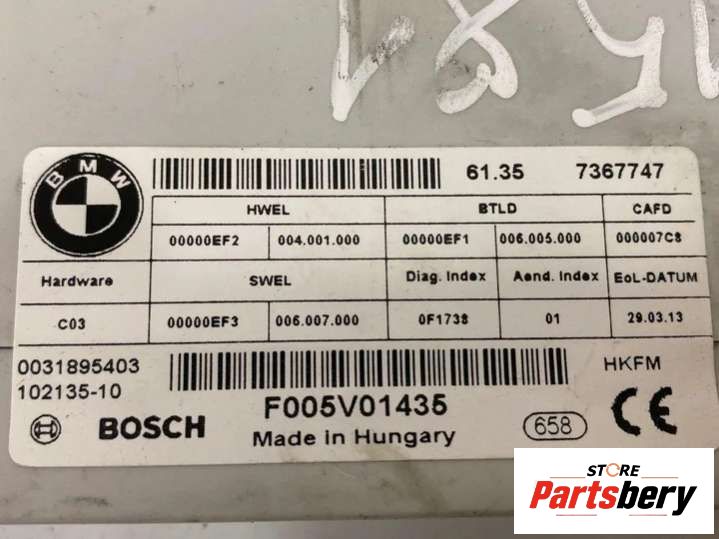 BMW
61.35 7367747
HWEL BTLD CAFD
00000EF2 004.001.000 00000EF1 006.005.000 000007C8
Hardware SWEL Diag. Index Aend. Index EoL-DATUM
C03 00000EF3 006.007.000 0F1738 01 29.03.13
0031895403 HKFM
102135-10
F005V01435
BOSCH Made in Hungary 658 CE
STORE
Partsbery